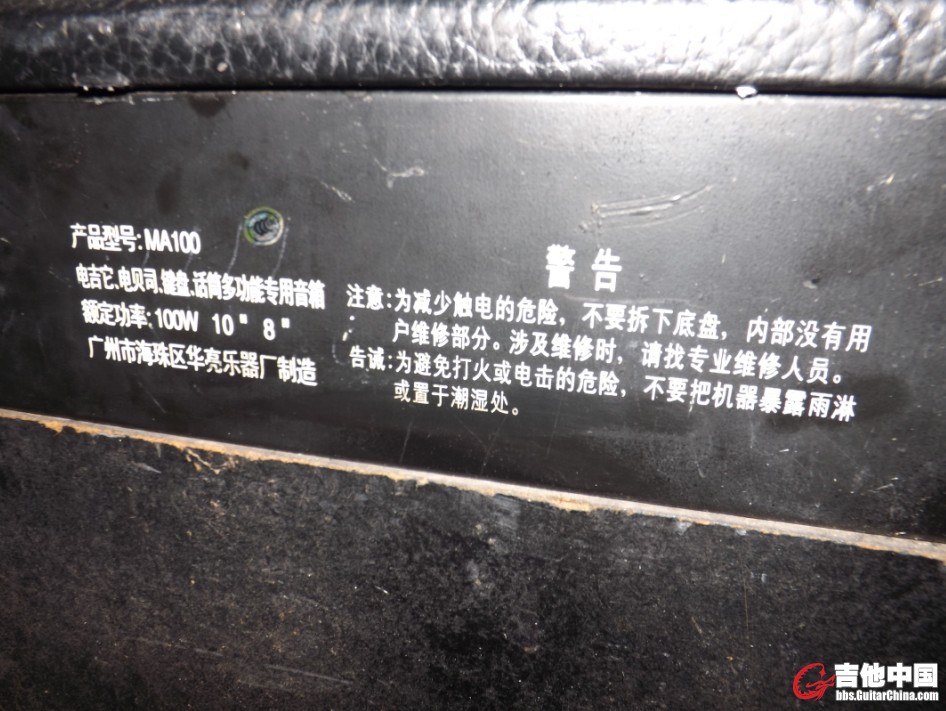 产品型号:MA100
电吉它、电贝司、键盘、话筒多功能专用音箱
额定功率:100W 10" 8"
广州市海珠区华亮乐器厂制造
警告
注意:为减少触电的危险，不要拆下底盘，内部没有用
户维修部分。涉及维修时，请找专业维修人员。
告诫:为避免打火或电击的危险，不要把机器暴露雨淋
或置于潮湿处。
吉他中国
bbs.GuitarChina.com